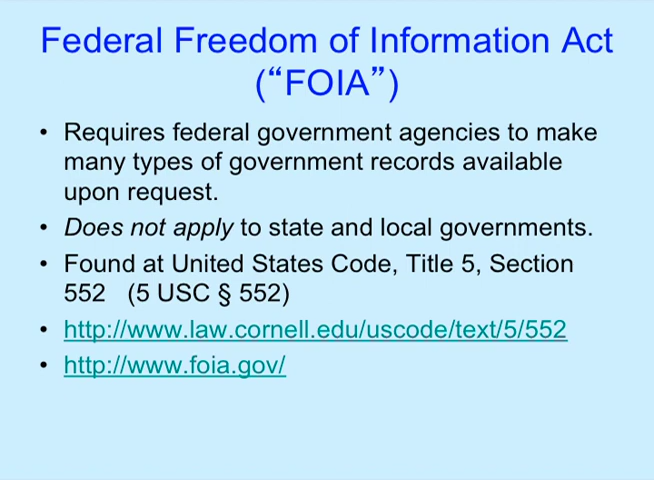 Federal Freedom of Information Act
(“FOIA”)
• Requires federal government agencies to make
many types of government records available
upon request.
• Does not apply to state and local governments.
• Found at United States Code, Title 5, Section
552   (5 USC § 552)
• http://www.law.cornell.edu/uscode/text/5/552
• http://www.foia.gov/